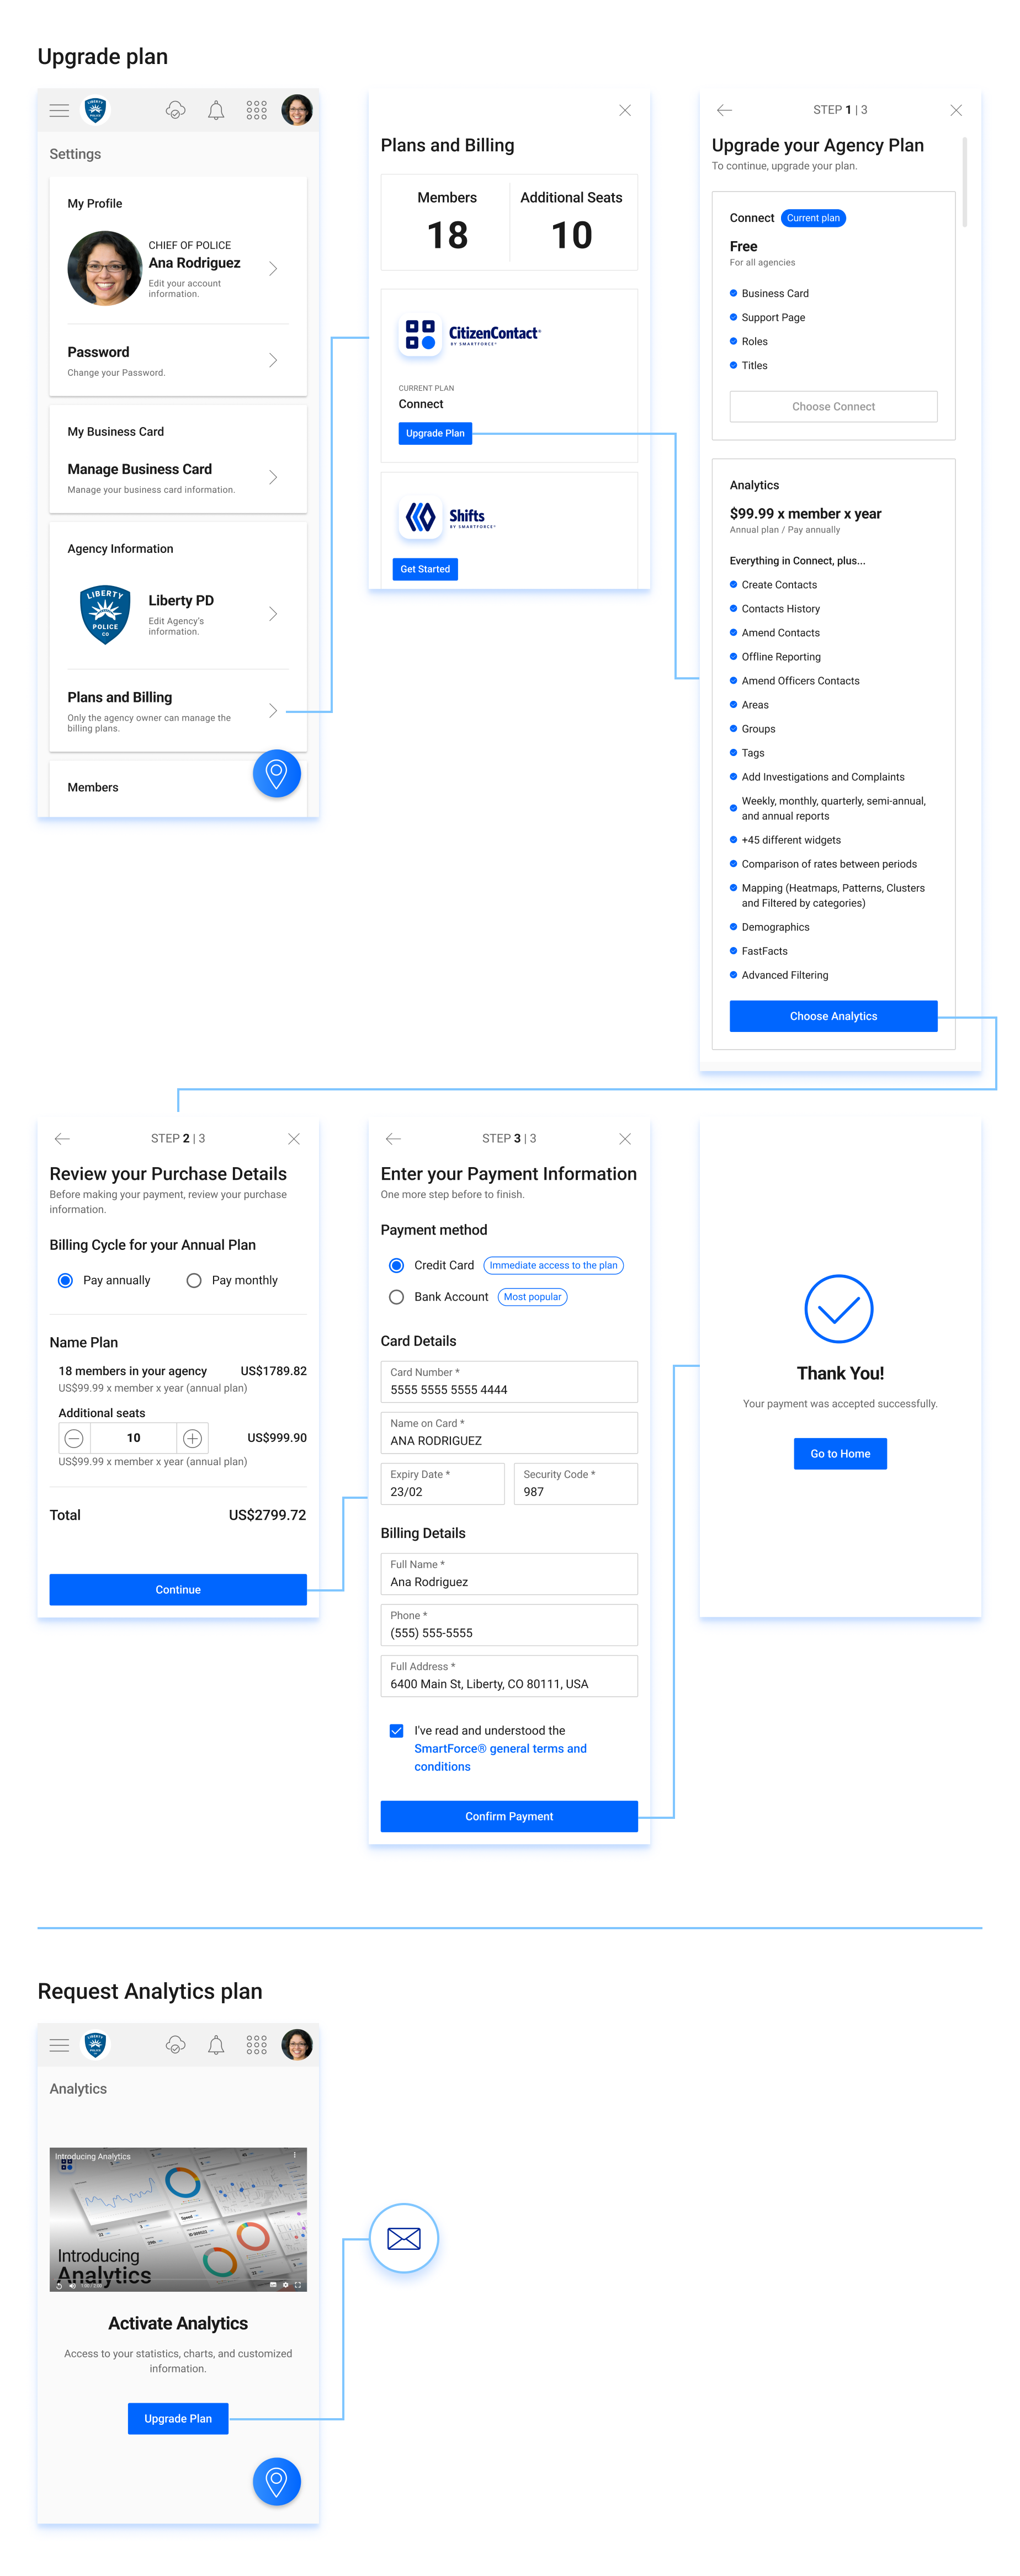 Upgrade plan
LIBERTY
POLICE
Settings
My Profile
CHIEF OF POLICE
Ana Rodriguez
Edit your account
information.
Password
Change your Password.
My Business Card
Manage Business Card
Manage your business card information.
Agency Information
LIBERTY
POLICE
CO
Liberty PD
Edit Agency's
information.
Plans and Billing
Only the agency owner can manage the
billing plans.
Members
Plans and Billing
Members
Additional Seats
18
10
CitizenContact®
BY SMARTFORCE®
CURRENT PLAN
Connect
Upgrade Plan
Shifts
BY SMARTFORCE®
Get Started
STEP 1 | 3
Upgrade your Agency Plan
To continue, upgrade your plan.
Connect Current plan
Free
For all agencies
Business Card
Support Page
Roles
Titles
Choose Connect
Analytics
$99.99 x member x year
Annual plan / Pay annually
Everything in Connect, plus...
Create Contacts
Contacts History
Amend Contacts
Offline Reporting
Amend Officers Contacts
Areas
Groups
Tags
Add Investigations and Complaints
Weekly, monthly, quarterly, semi-annual,
and annual reports
+45 different widgets
Comparison of rates between periods
Mapping (Heatmaps, Patterns, Clusters
and Filtered by categories)
Demographics
FastFacts
Advanced Filtering
Choose Analytics
STEP 2 | 3
Review your Purchase Details
Before making your payment, review your purchase
information.
Billing Cycle for your Annual Plan
Pay annually Pay monthly
Name Plan
18 members in your agency US$1789.82
US$99.99 x member x year (annual plan)
Additional seats
10 US$999.90
US$99.99 x member x year (annual plan)
Total US$2799.72
Continue
STEP 3 | 3
Enter your Payment Information
One more step before to finish.
Payment method
Credit Card Immediate access to the plan
Bank Account Most popular
Card Details
Card Number *
5555 5555 5555 4444
Name on Card *
ANA RODRIGUEZ
Expiry Date * Security Code *
23/02 987
Billing Details
Full Name *
Ana Rodriguez
Phone *
(555) 555-5555
Full Address *
6400 Main St, Liberty, CO 80111, USA
I've read and understood the
SmartForce® general terms and
conditions
Confirm Payment
Thank You!
Your payment was accepted successfully.
Go to Home
Request Analytics plan
LIBERTY
POLICE
Analytics
Introducing Analytics
Introducing
Analytics
Activate Analytics
Access to your statistics, charts, and customized
information.
Upgrade Plan